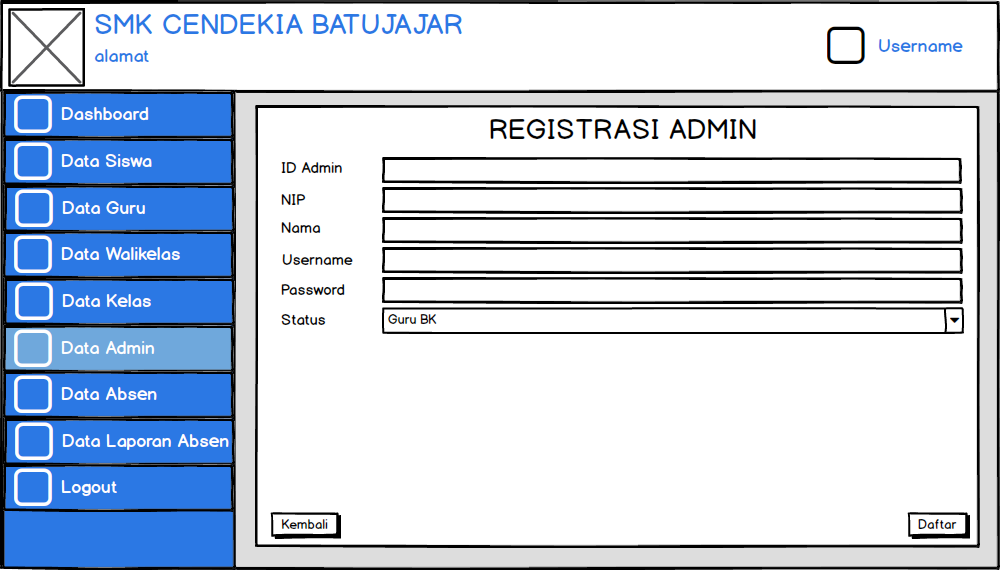 SMK CENDEKIA BATUJAJAR
alamat
Username
Dashboard
Data Siswa
Data Guru
Data Walikelas
Data Kelas
Data Admin
Data Absen
Data Laporan Absen
Logout
REGISTRASI ADMIN
ID Admin
NIP
Nama
Username
Password
Status Guru BK
Kembali Daftar